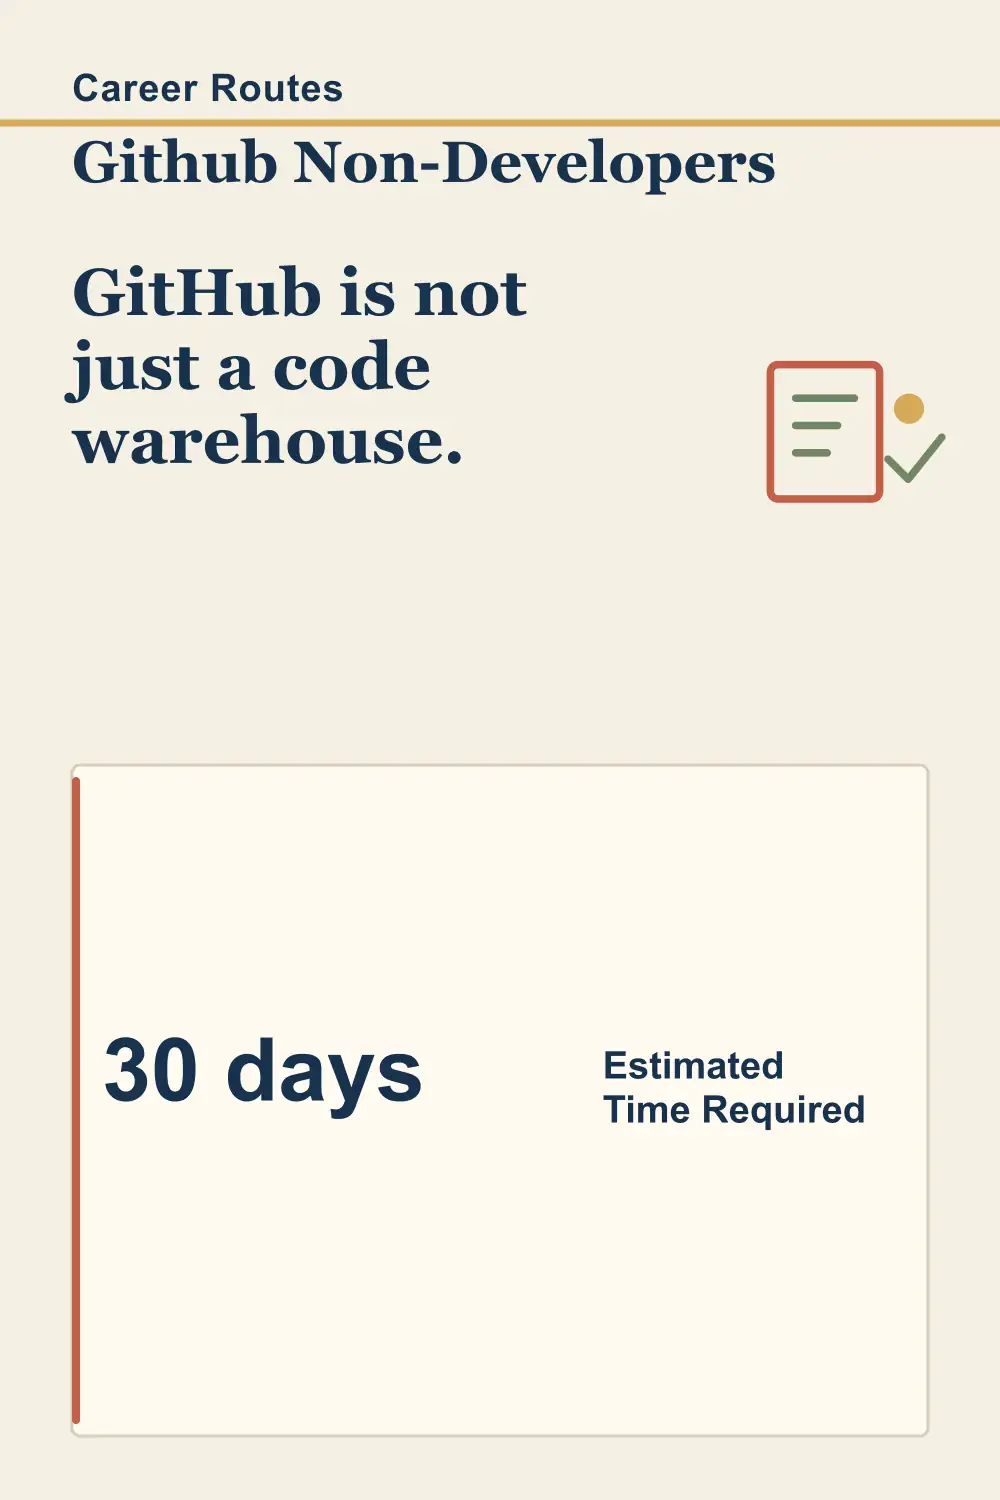 Career Routes
Github Non-Developers
GitHub is not
just a code
warehouse.
30 days
Estimated
Time Required